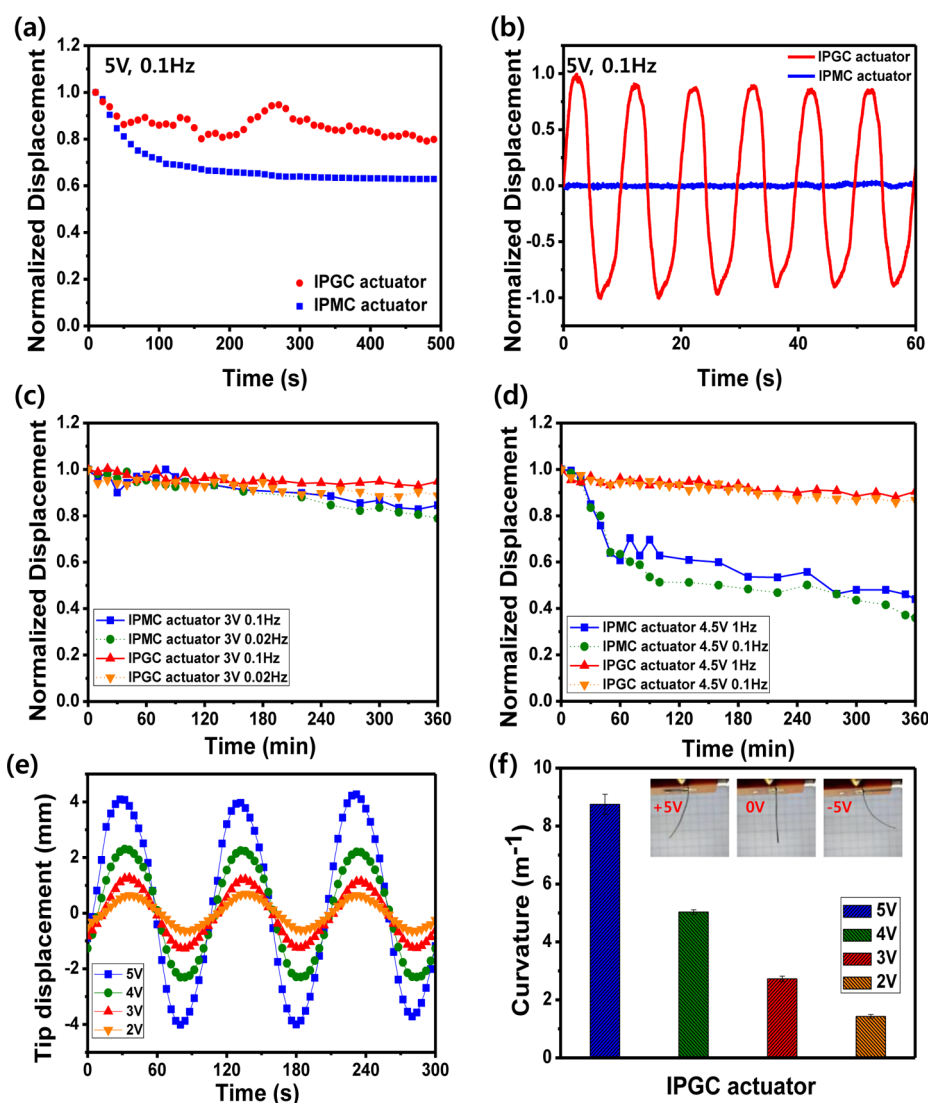 (a)
5V, 0.1Hz
Normalized Displacement
1.2
1.0
0.8
0.6
0.4
0.2
0.0
IPGC actuator
IPMC actuator
0 100 200 300 400 500
Time (s)
(b)
5V, 0.1Hz
IPGC actuator
IPMC actuator
Normalized Displacement
1.0
0.5
0.0
-0.5
-1.0
0 20 40 60
Time (s)
(c)
Normalized Displacement
1.2
1.0
0.8
0.6
0.4
0.2
0.0
IPMC actuator 3V 0.1Hz
IPMC actuator 3V 0.02Hz
IPGC actuator 3V 0.1Hz
IPGC actuator 3V 0.02Hz
0 60 120 180 240 300 360
Time (min)
(d)
Normalized Displacement
1.2
1.0
0.8
0.6
0.4
0.2
0.0
IPMC actuator 4.5V 1Hz
IPMC actuator 4.5V 0.1Hz
IPGC actuator 4.5V 1Hz
IPGC actuator 4.5V 0.1Hz
0 60 120 180 240 300 360
Time (min)
(e)
Tip displacement (mm)
4
2
0
-2
-4
5V
4V
3V
2V
0 60 120 180 240 300
Time (s)
(f)
Curvature (m⁻¹)
10
8
6
4
2
0
+5V
0V
-5V
5V
4V
3V
2V
IPGC actuator